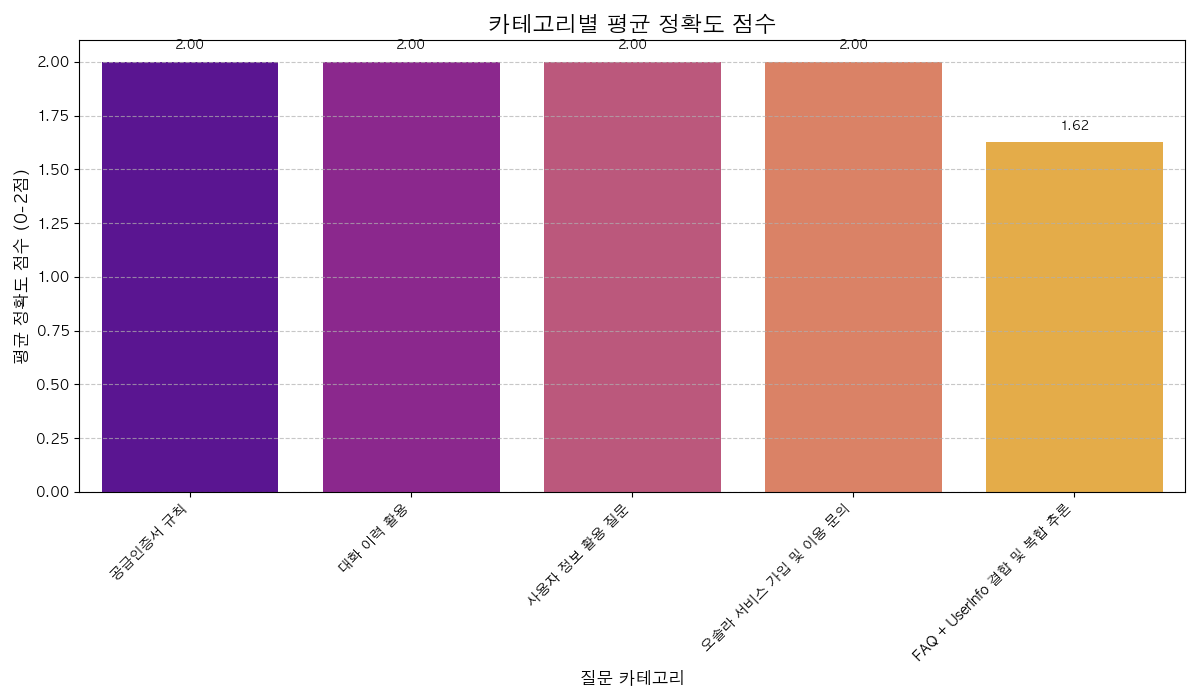 카테고리별 평균 정확도 점수
2.00 2.00 2.00 2.00
1.62
평균 정확도 점수 (0-2점)
2.00
1.75
1.50
1.25
1.00
0.75
0.50
0.25
0.00
공급인증서 규칙
대화 이력 활용
사용자 정보 활용 질문
오솔라 서비스 가입 및 이용 문의
FAQ + UserInfo 결합 및 복합 추론
질문 카테고리